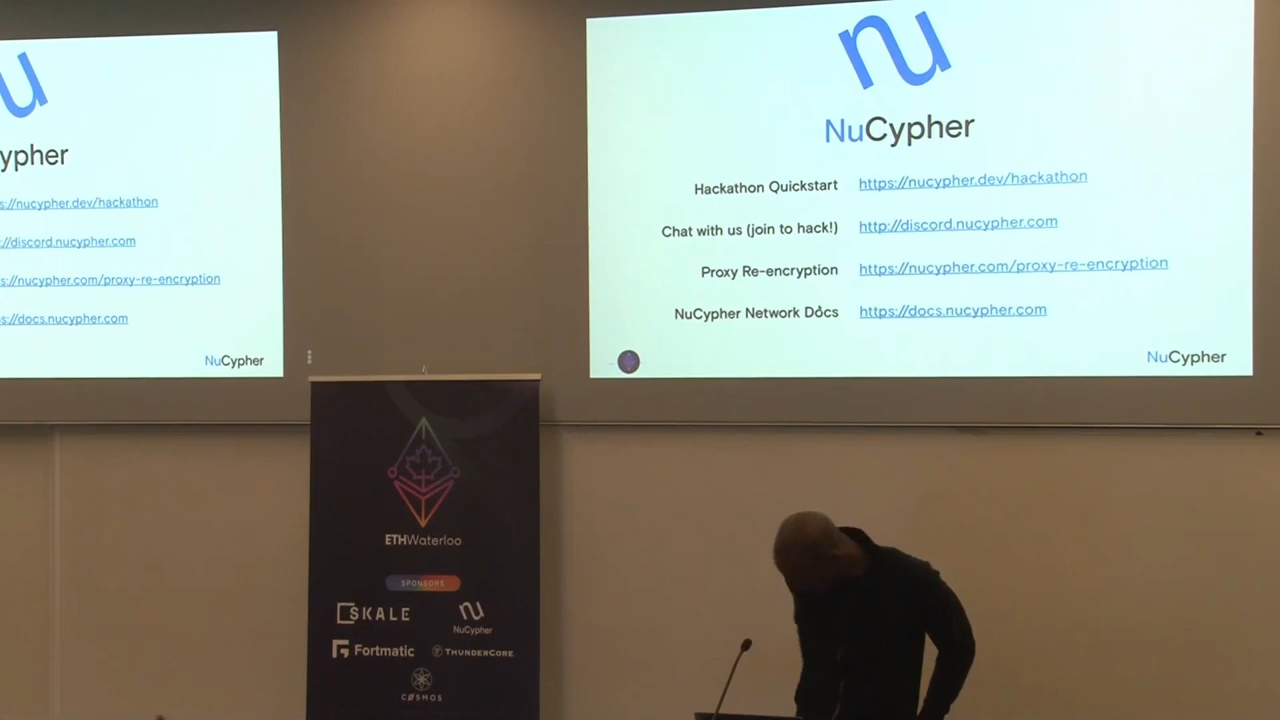 u
ypher
s://nucypher.dev/hackathon
://discord.nucypher.com
s://nucypher.com/proxy-re-encryption
s://docs.nucypher.com
NuCypher
nu
NuCypher
Hackathon Quickstart https://nucypher.dev/hackathon
Chat with us (join to hack!) http://discord.nucypher.com
Proxy Re-encryption https://nucypher.com/proxy-re-encryption
NuCypher Network Docs https://docs.nucypher.com
NuCypher
ETHWaterloo
SPONSORS
SKALE
nu
NuCypher
Fortmatic
THUNDERCORE
COSMOS